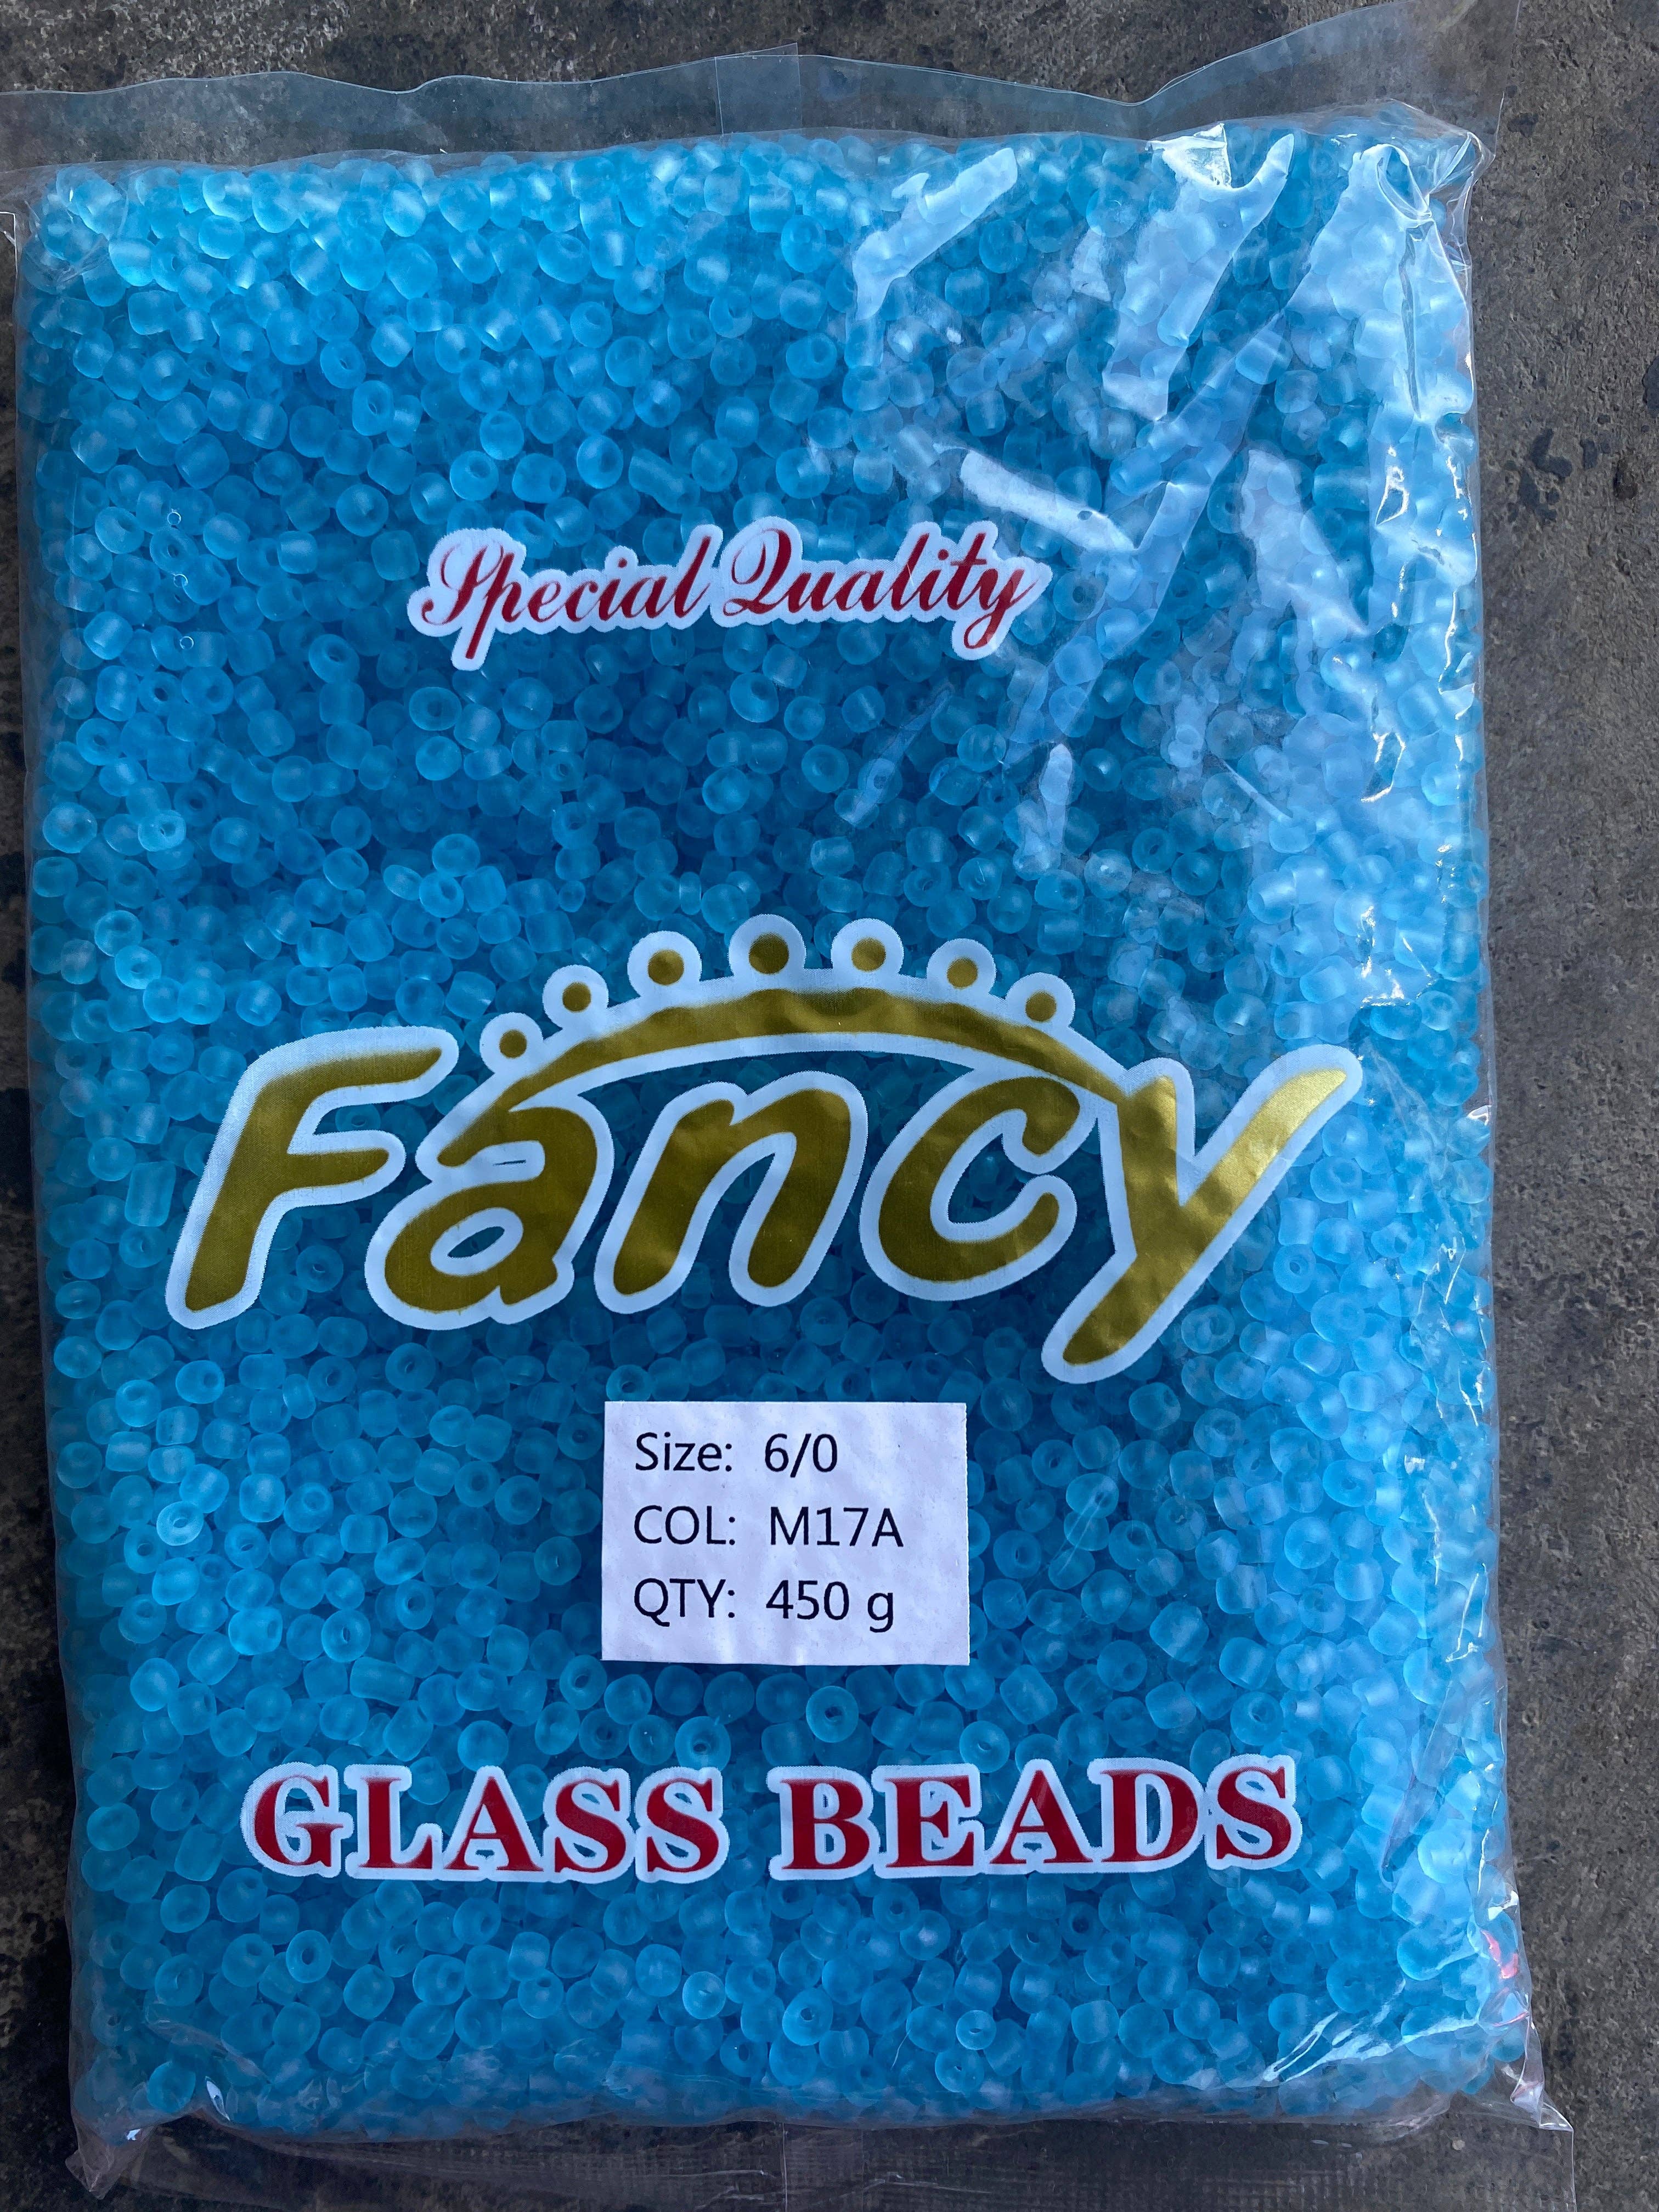 Special Quality
Fancy
Size: 6/0
COL: M17A
QTY: 450 g
GLASS BEADS